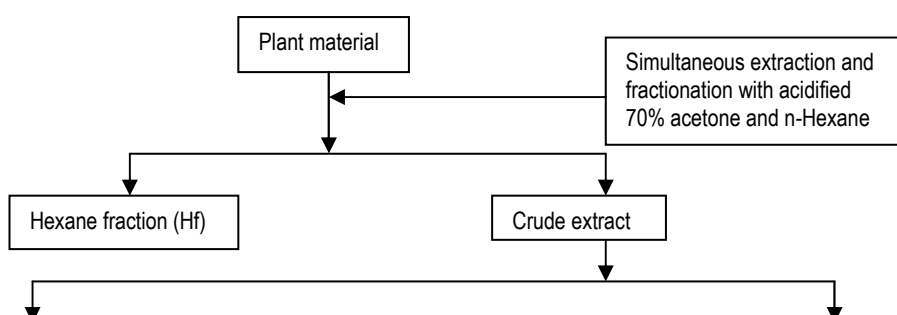 Plant material
Simultaneous extraction and
fractionation with acidified
70% acetone and n-Hexane
Hexane fraction (Hf)
Crude extract